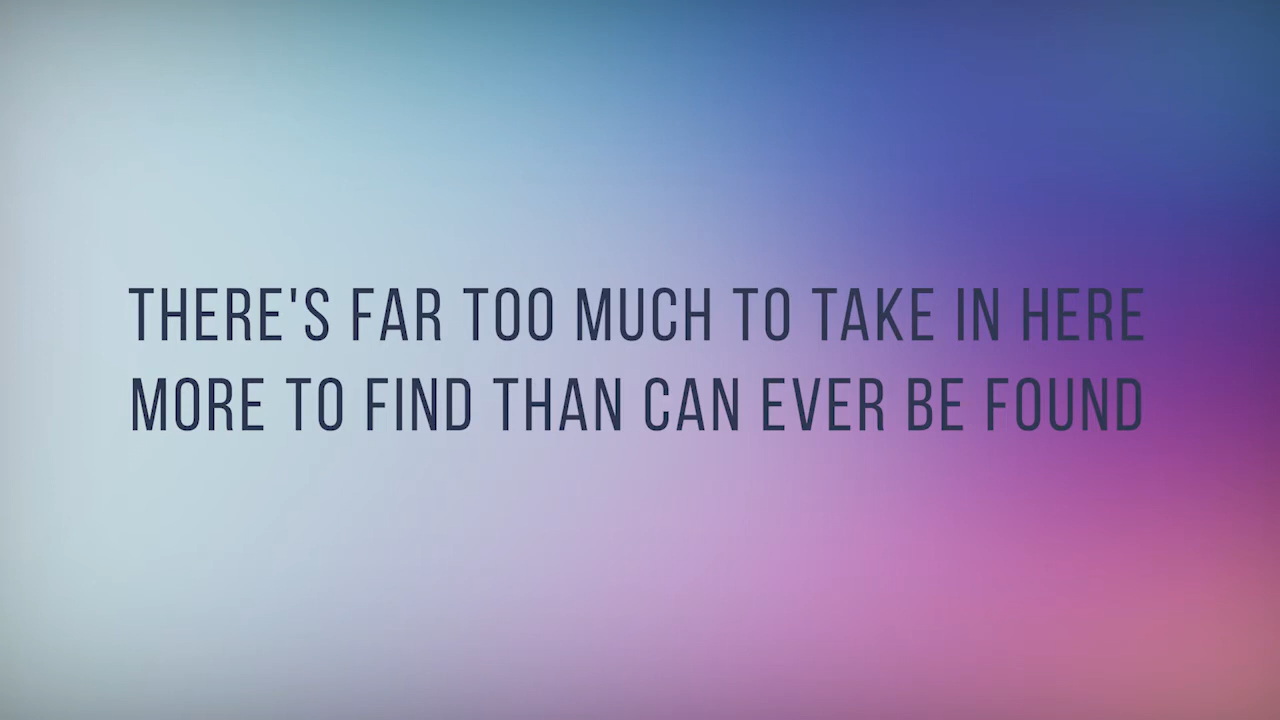 THERE'S FAR TOO MUCH TO TAKE IN HERE
MORE TO FIND THAN CAN EVER BE FOUND